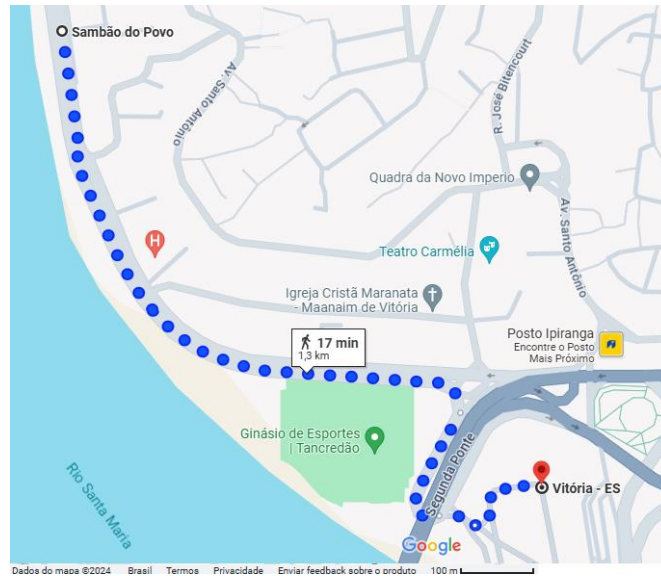 Sambão do Povo
Av. Santo Antônio
R. José Bitencourt
Quadra da Novo Imperio
Av. Santo Antônio
Teatro Carmélia
H
Igreja Cristã Maranata
- Maanaim de Vitória
Posto Ipiranga
Encontre o Posto
Mais Próximo
17 min
1,3 km
Ginásio de Esportes
| Tancredão
Segunda Ponte
Vitória - ES
Rio Santa Maria
Google
Dados do mapa ©2024 Brasil Termos Privacidade Enviar feedback sobre o produto 100 m